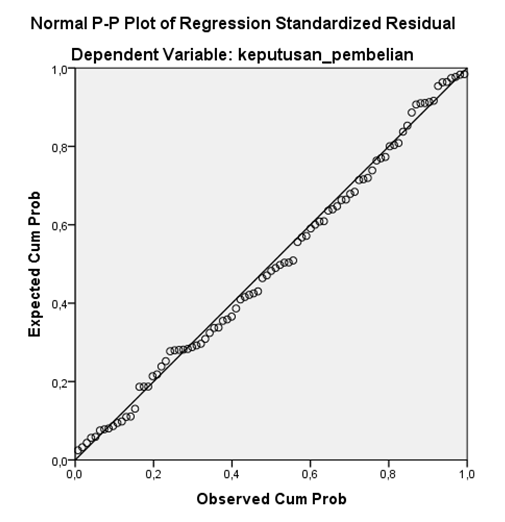 Normal P-P Plot of Regression Standardized Residual
Dependent Variable: keputusan_pembelian
1,0
0,8
0,6
0,4
0,2
0,0
Expected Cum Prob
0,0 0,2 0,4 0,6 0,8 1,0
Observed Cum Prob